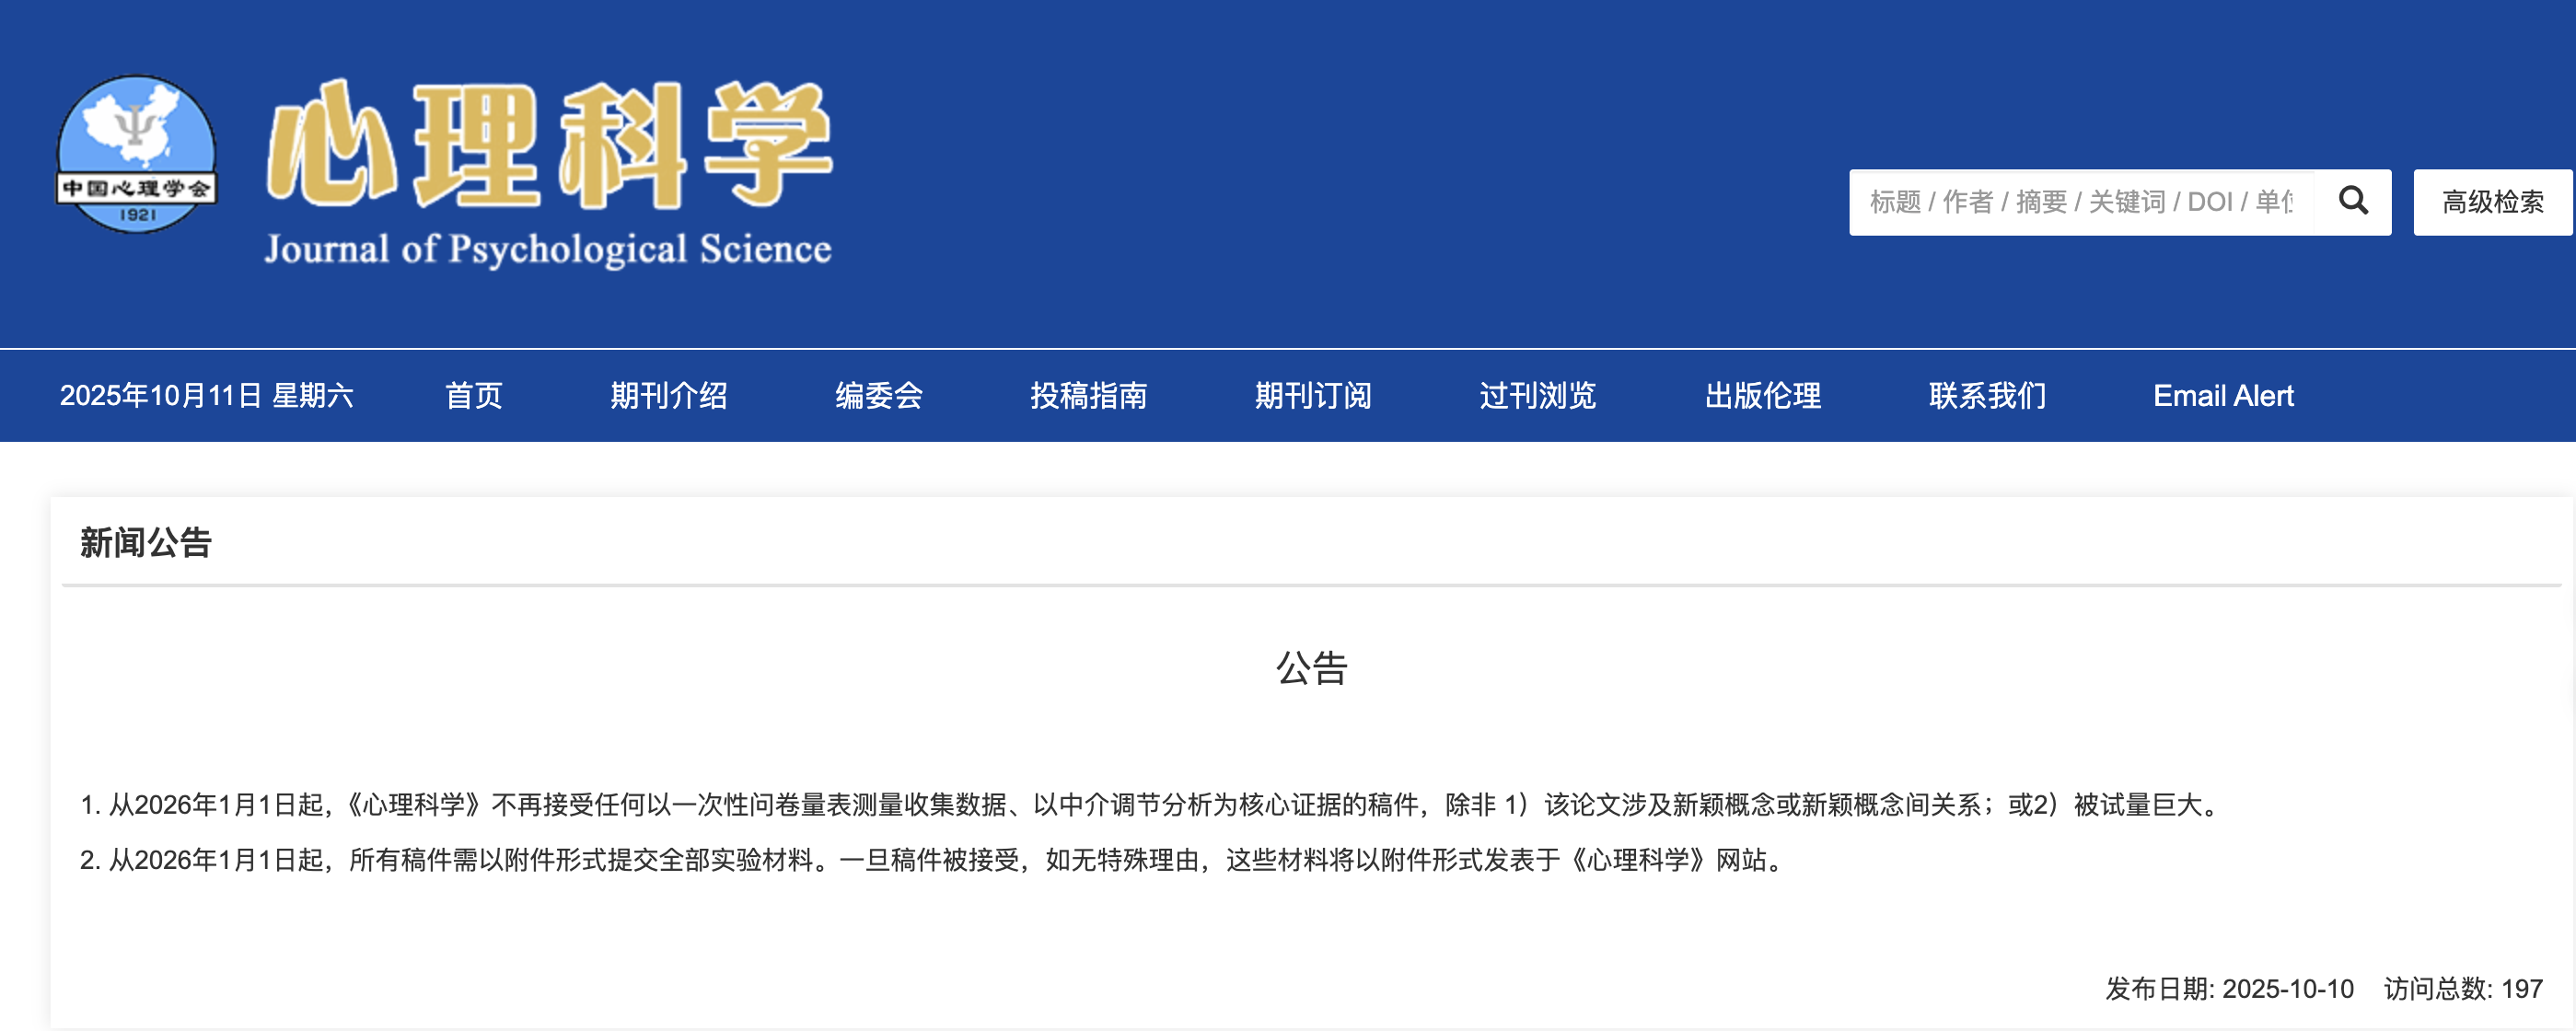 中国心理学会
1921
心理科学
Journal of Psychological Science
标题 / 作者 / 摘要 / 关键词 / DOI / 单
高级检索
2025年10月11日 星期六 首页 期刊介绍 编委会 投稿指南 期刊订阅 过刊浏览 出版伦理 联系我们 Email Alert
新闻公告
公告
1. 从2026年1月1日起，《心理科学》不再接受任何以一次性问卷量表测量收集数据、以中介调节分析为核心证据的稿件，除非 1）该论文涉及新颖概念或新颖概念间关系；或2）被试量巨大。
2. 从2026年1月1日起，所有稿件需以附件形式提交全部实验材料。一旦稿件被接受，如无特殊理由，这些材料将以附件形式发表于《心理科学》网站。
发布日期: 2025-10-10 访问总数: 197